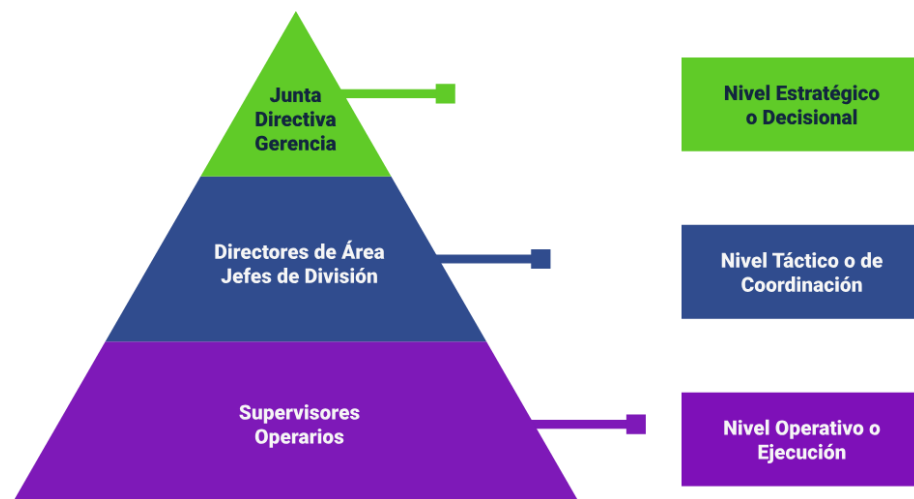 Junta
Directiva
Gerencia
Nivel Estratégico
o Decisional
Directores de Área
Jefes de División
Nivel Táctico o de
Coordinación
Supervisores
Operarios
Nivel Operativo o
Ejecución